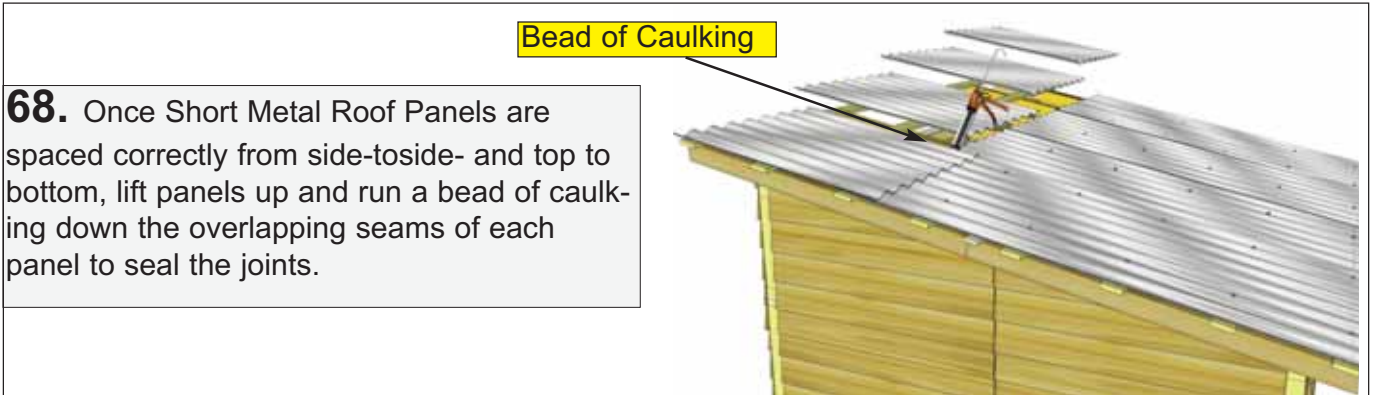 Bead of Caulking
68. Once Short Metal Roof Panels are
spaced correctly from side-toside- and top to
bottom, lift panels up and run a bead of caulk-
ing down the overlapping seams of each
panel to seal the joints.